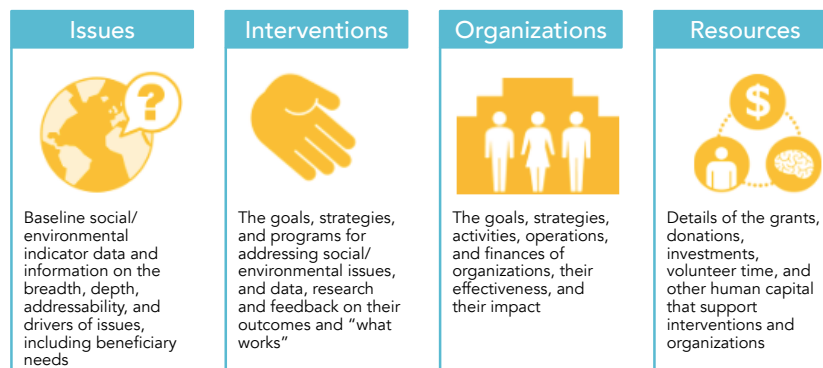 Issues
?
Baseline social/
environmental
indicator data and
information on the
breadth, depth,
addressability, and
drivers of issues,
including beneficiary
needs
Interventions
The goals, strategies,
and programs for
addressing social/
environmental issues,
and data, research
and feedback on their
outcomes and “what
works”
Organizations
The goals, strategies,
activities, operations,
and finances of
organizations, their
effectiveness, and
their impact
Resources
$
Details of the grants,
donations,
investments,
volunteer time, and
other human capital
that support
interventions and
organizations